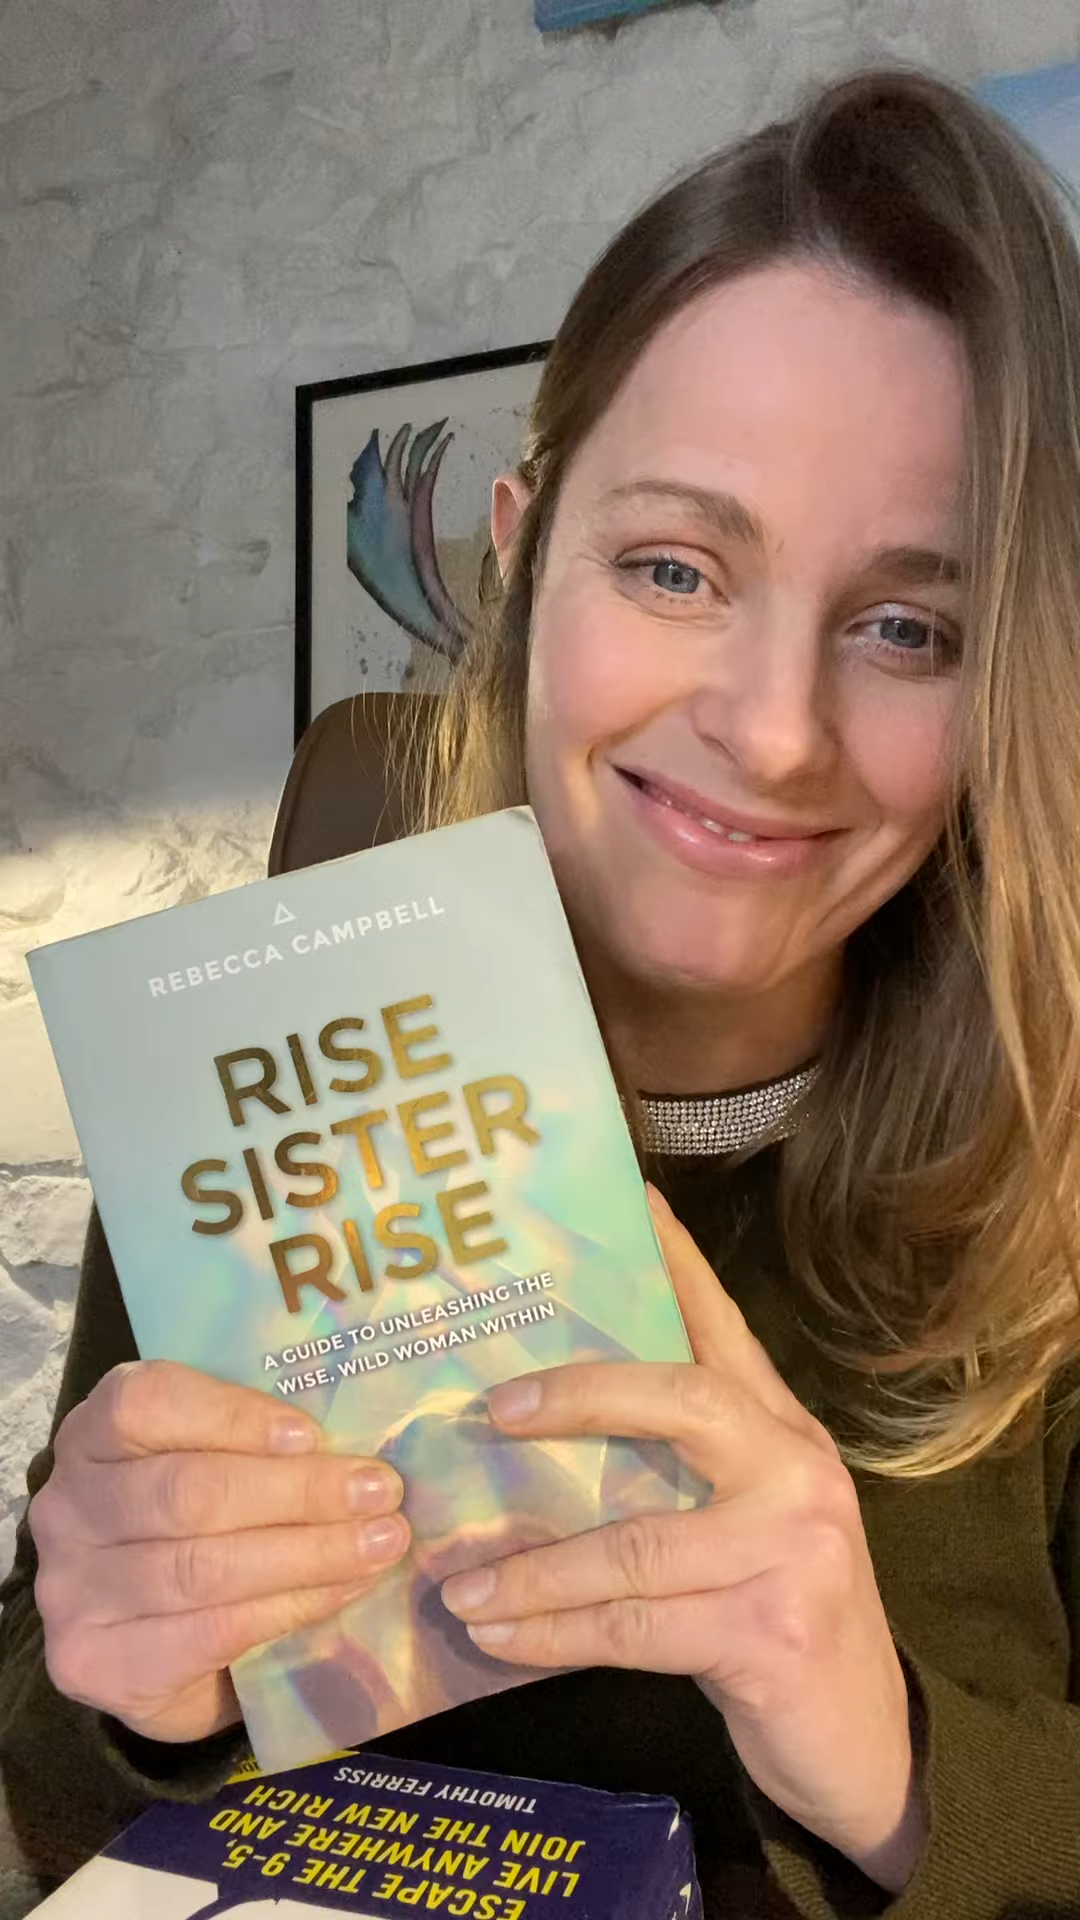 REBECCA CAMPBELL
RISE
SISTER
RISE
A GUIDE TO UNLEASHING THE
WISE, WILD WOMAN WITHIN
TIMOTHY FERRISS
ESCAPE THE 9-5,
LIVE ANYWHERE AND
JOIN THE NEW RICH